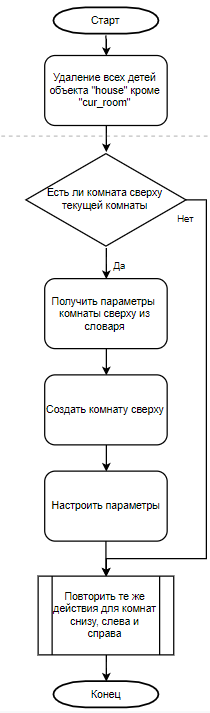 Старт
Удаление всех детей
объекта "house" кроме
"cur_room"
Есть ли комната сверху
текущей комнаты
Нет
Да
Получить параметры
комнаты сверху из
словаря
Создать комнату сверху
Настроить параметры
Повторить те же
действия для комнат
снизу, слева и
справа
Конец